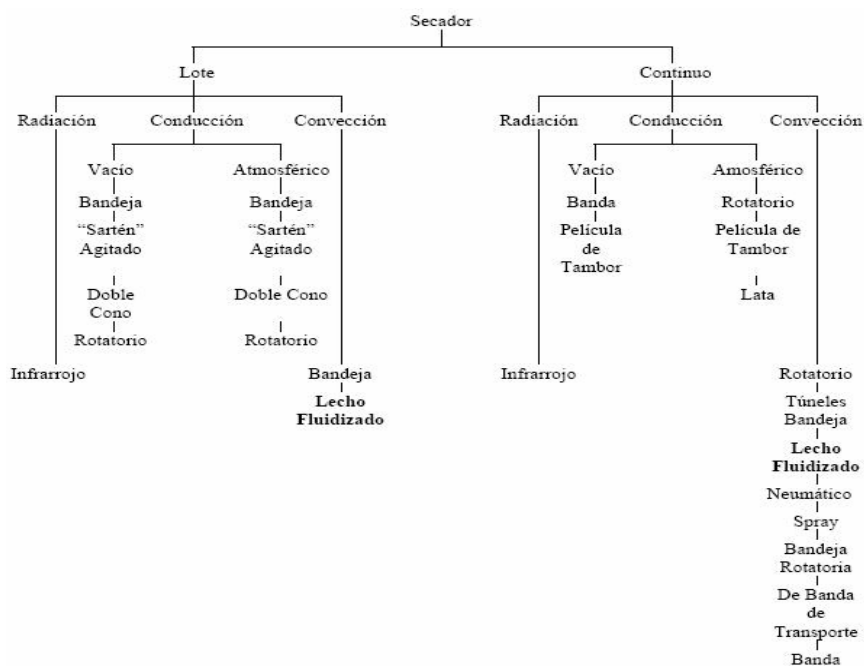 Secador
Lote
Continuo
Radiación
Conducción
Convección
Radiación
Conducción
Convección
Vacío
Atmosférico
Vacío
Amosférico
Bandeja
Bandeja
Banda
Rotatorio
“Sartén”
Agitado
“Sartén”
Agitado
Película
de
Tambor
Película de
Tambor
Doble
Cono
Doble Cono
Lata
Rotatorio
Rotatorio
Infrarrojo
Bandeja
Infrarrojo
Rotatorio
Lecho
Fluidizado
Túneles
Bandeja
Lecho
Fluidizado
Neumático
Spray
Bandeja
Rotatoria
De Banda
de
Transporte
Banda